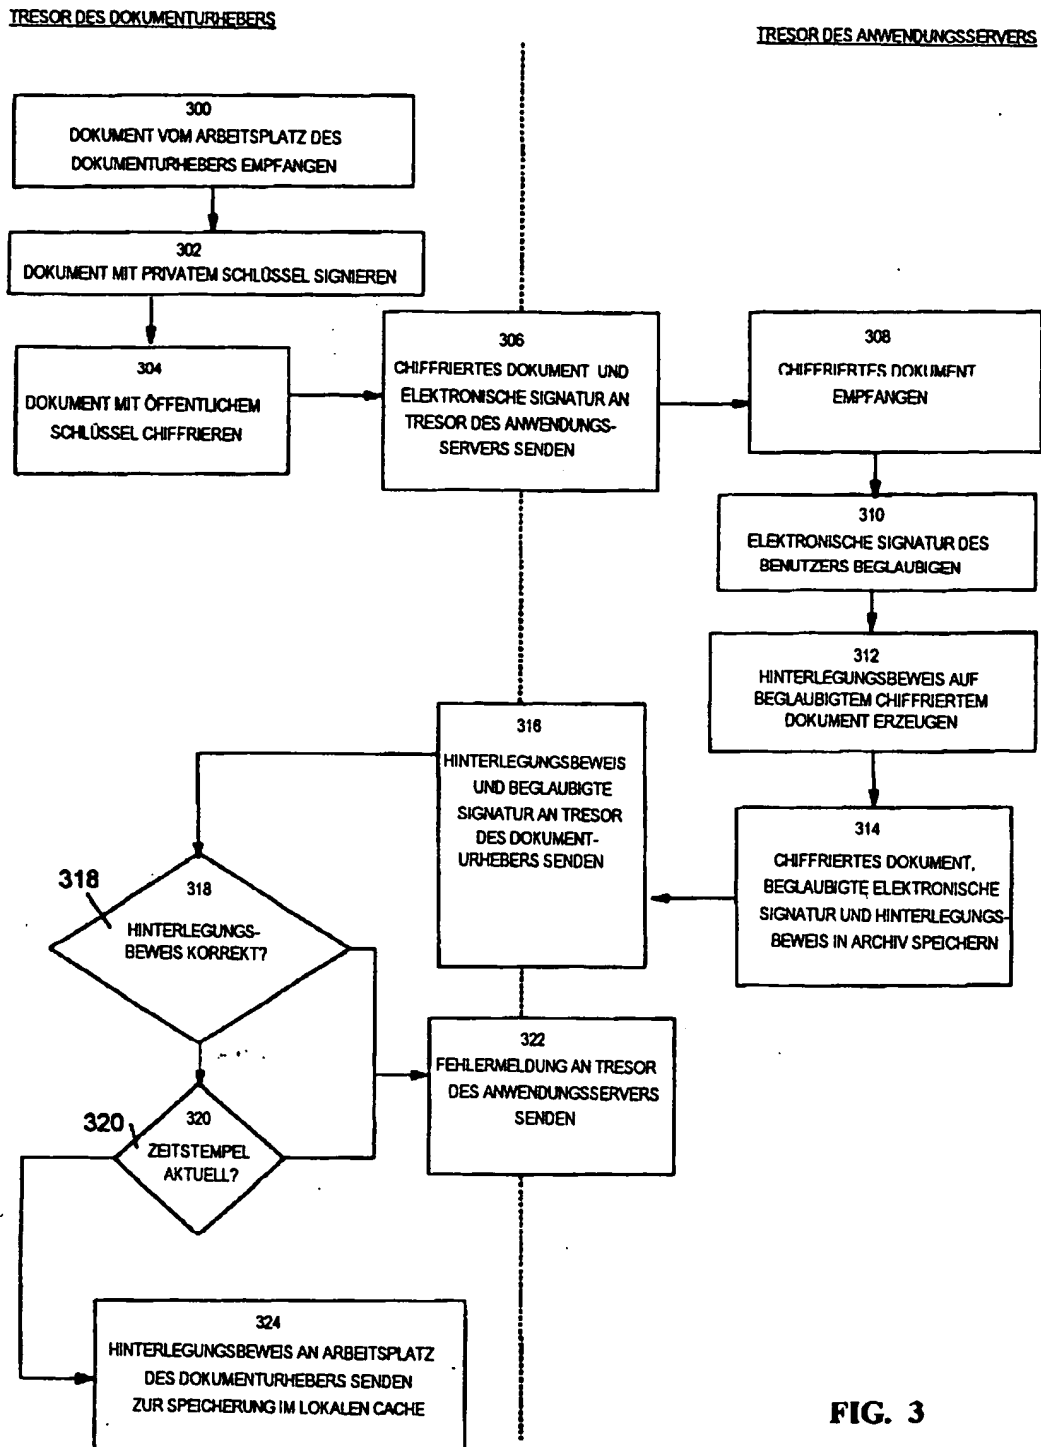 TRESOR DES DOKUMENTURHEBERS
TRESOR DES ANWENDUNGSSERVERS
300
DOKUMENT VOM ARBEITSPLATZ DES
DOKUMENTURHEBERS EMPFANGEN
302
DOKUMENT MIT PRIVATEM SCHLÜSSEL SIGNIEREN
304
DOKUMENT MIT ÖFFENTLICHEM
SCHLÜSSEL CHIFFRIEREN
306
CHIFFRIERTES DOKUMENT UND
ELEKTRONISCHE SIGNATUR AN
TRESOR DES ANWENDUNGS-
SERVERS SENDEN
308
CHIFFRIERTES DOKUMENT
EMPFANGEN
310
ELEKTRONISCHE SIGNATUR DES
BENUTZERS BEGLAUBIGEN
312
HINTERLEGUNGSBEWEIS AUF
BEGLAUBIGTEM CHIFFRIERTEM
DOKUMENT ERZEUGEN
314
CHIFFRIERTES DOKUMENT,
BEGLAUBIGTE ELEKTRONISCHE
SIGNATUR UND HINTERLEGUNGS-
BEWEIS IN ARCHIV SPEICHERN
316
HINTERLEGUNGSBEWEIS
UND BEGLAUBIGTE
SIGNATUR AN TRESOR
DES DOKUMENT-
URHEBERS SENDEN
318
318
HINTERLEGUNGS-
BEWEIS KORREKT?
320
320
ZEITSTEMPEL
AKTUELL?
322
FEHLERMELDUNG AN TRESOR
DES ANWENDUNGSSERVERS
SENDEN
324
HINTERLEGUNGSBEWEIS AN ARBEITSPLATZ
DES DOKUMENTURHEBERS SENDEN
ZUR SPEICHERUNG IM LOKALEN CACHE
FIG. 3